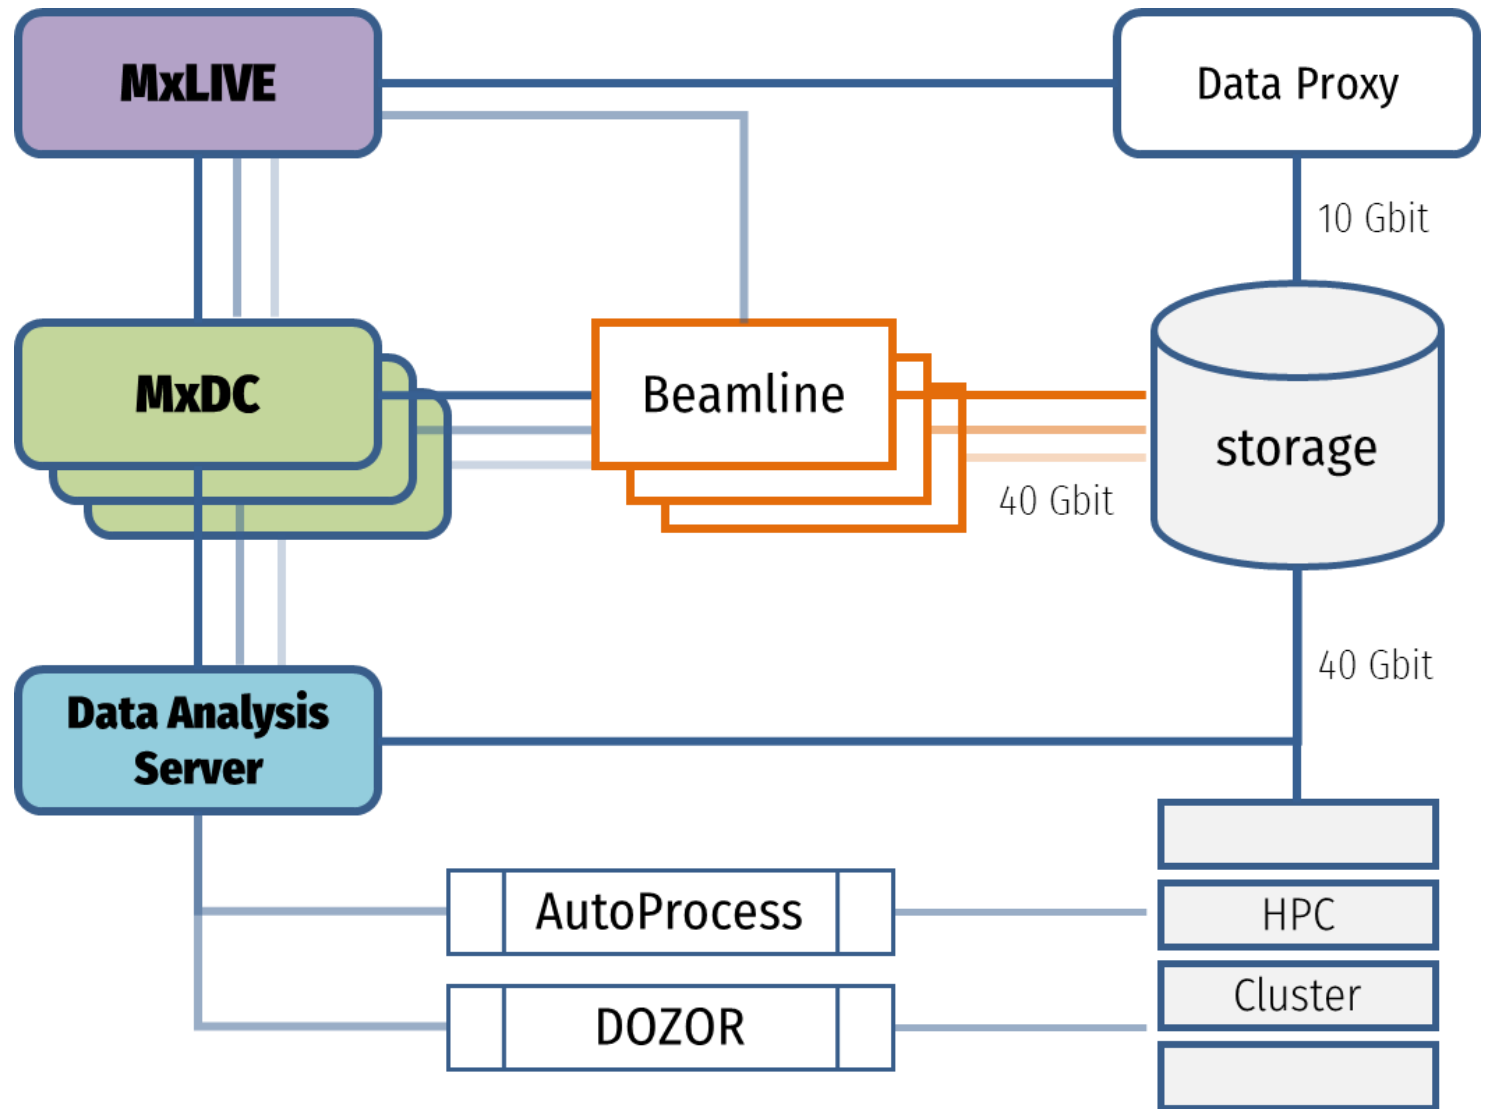 MxLIVE
Data Proxy
10 Gbit
MxDC
Beamline
storage
40 Gbit
40 Gbit
Data Analysis
Server
AutoProcess
HPC
Cluster
DOZOR